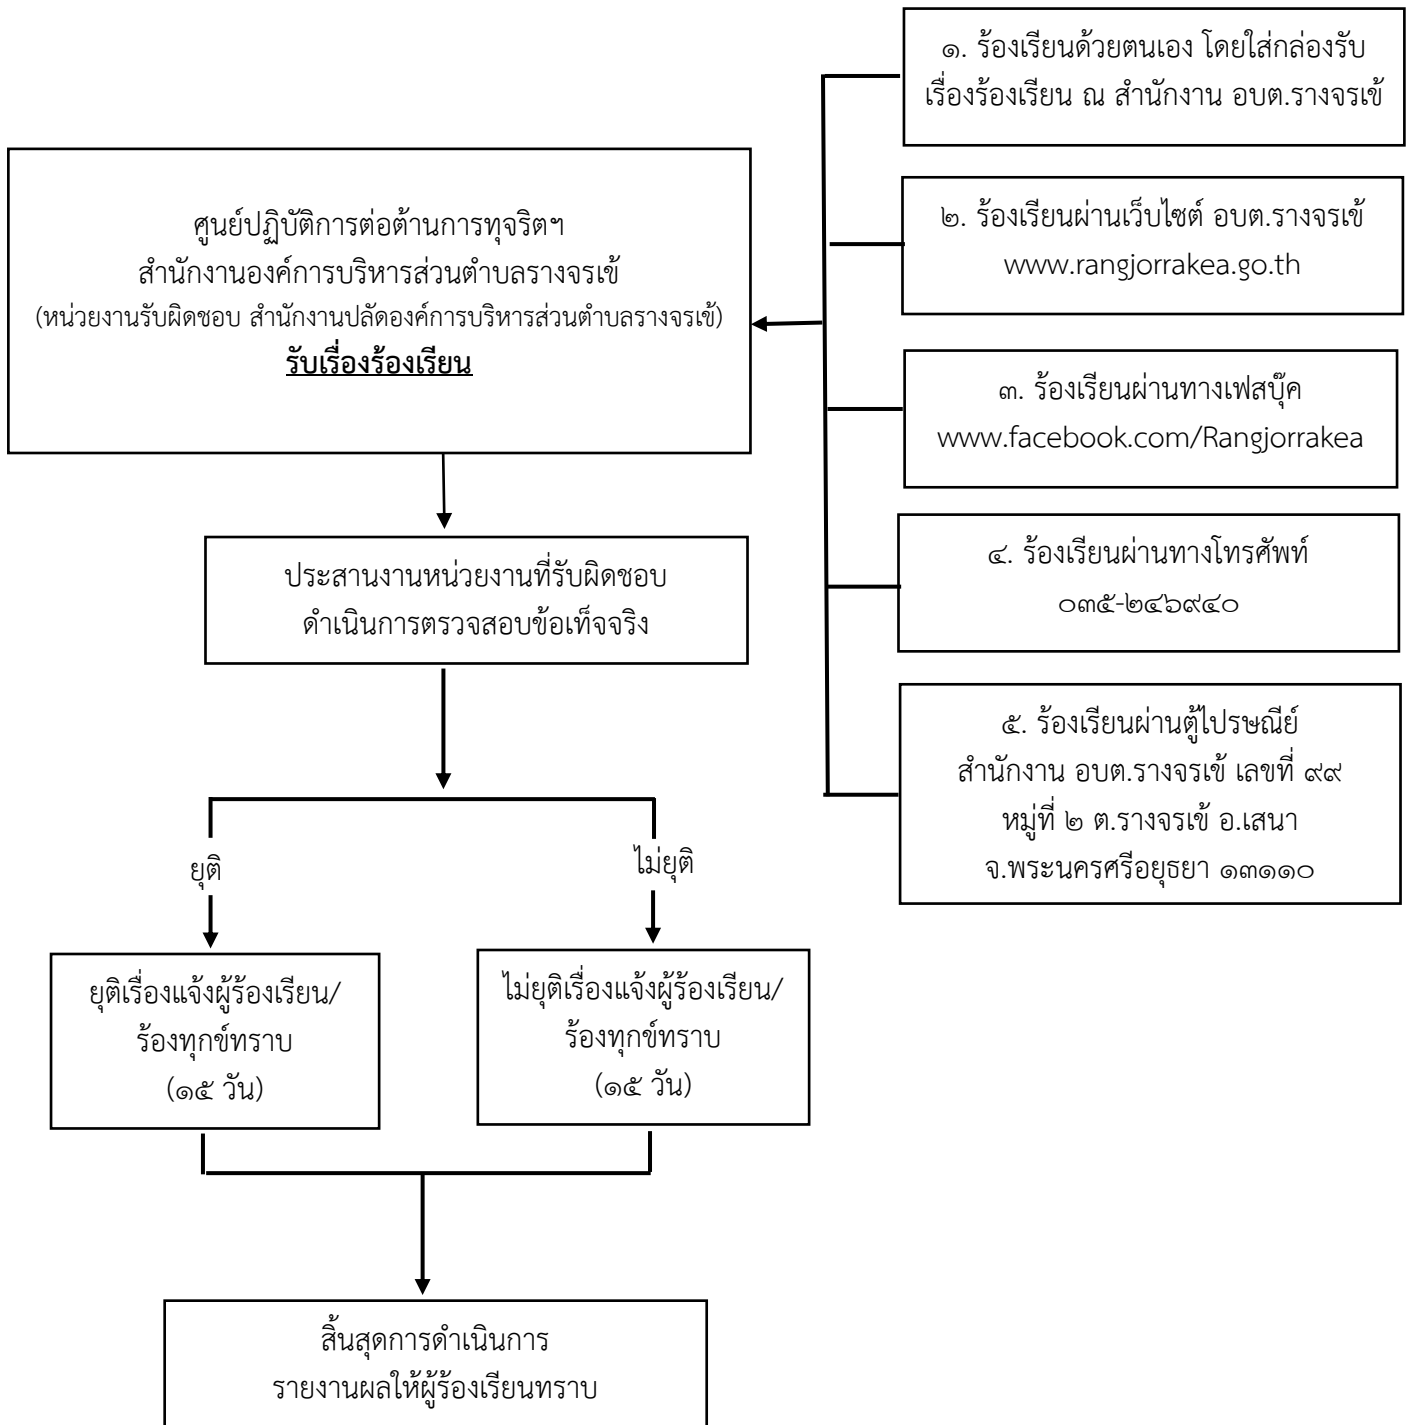 ๑. ร้องเรียนด้วยตนเอง โดยใส่กล่องรับ
เรื่องร้องเรียน ณ สำนักงาน อบต.รางจรเข้
๒. ร้องเรียนผ่านเว็บไซต์ อบต.รางจรเข้
www.rangjorrakea.go.th
๓. ร้องเรียนผ่านทางเฟสบุ๊ค
www.facebook.com/Rangjorrakea
๔. ร้องเรียนผ่านทางโทรศัพท์
๐๓๕-๒๔๖๙๔๐
๕. ร้องเรียนผ่านตู้ไปรษณีย์
สำนักงาน อบต.รางจรเข้ เลขที่ ๙๙
หมู่ที่ ๒ ต.รางจรเข้ อ.เสนา
จ.พระนครศรีอยุธยา ๑๓๑๑๐
ศูนย์ปฏิบัติการต่อต้านการทุจริตฯ
สำนักงานองค์การบริหารส่วนตำบลรางจรเข้
(หน่วยงานรับผิดชอบ สำนักงานปลัดองค์การบริหารส่วนตำบลรางจรเข้)
รับเรื่องร้องเรียน
ประสานงานหน่วยงานที่รับผิดชอบ
ดำเนินการตรวจสอบข้อเท็จจริง
ยุติ
ไม่ยุติ
ยุติเรื่องแจ้งผู้ร้องเรียน/
ร้องทุกข์ทราบ
(๑๕ วัน)
ไม่ยุติเรื่องแจ้งผู้ร้องเรียน/
ร้องทุกข์ทราบ
(๑๕ วัน)
สิ้นสุดการดำเนินการ
รายงานผลให้ผู้ร้องเรียนทราบ